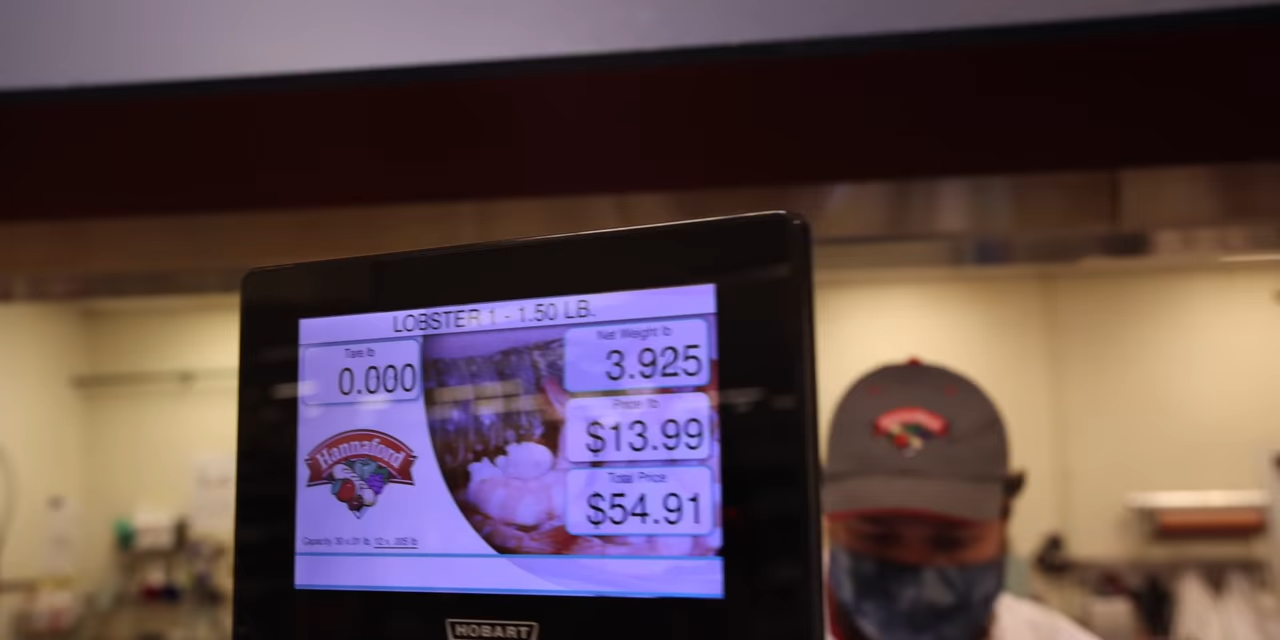 LOBSTER 1 - 1.50 LB.
Tare lb
0.000
Net Weight lb
3.925
Price lb
$13.99
Total Price
$54.91
Hannaford
Capacity
HOBART